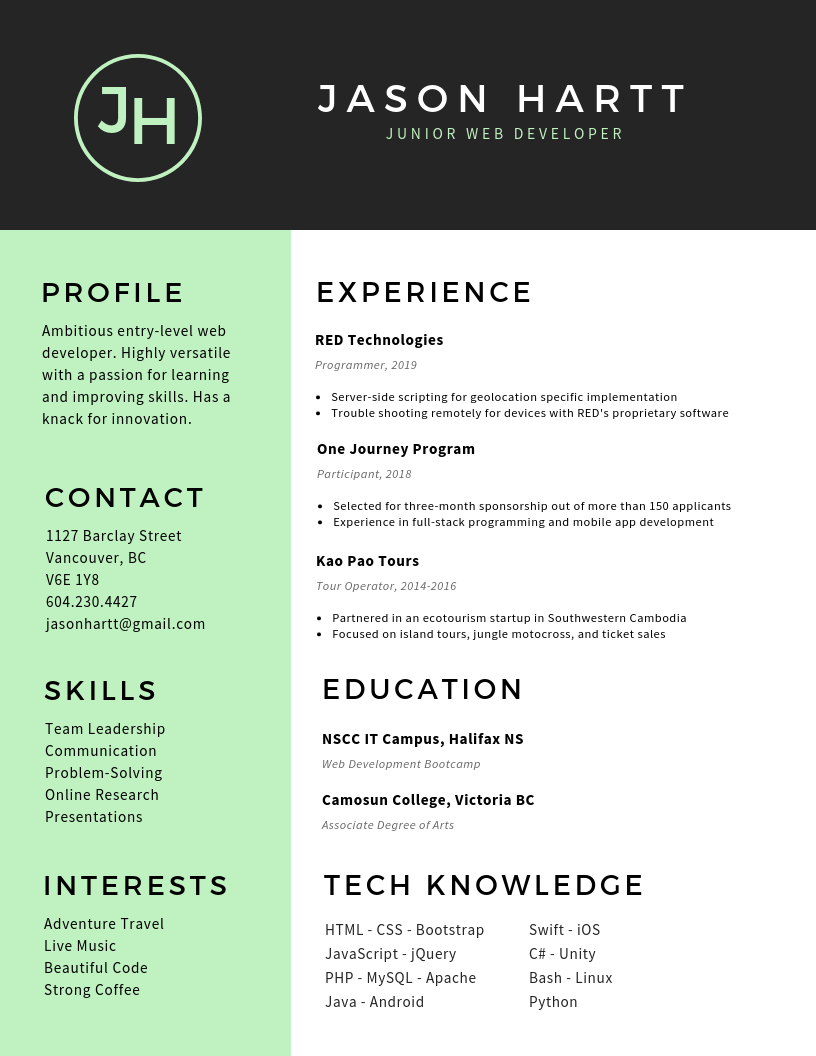 JH
JASON HARTT
JUNIOR WEB DEVELOPER
PROFILE
Ambitious entry-level web
developer. Highly versatile
with a passion for learning
and improving skills. Has a
knack for innovation.
CONTACT
1127 Barclay Street
Vancouver, BC
V6E 1Y8
604.230.4427
jasonhartt@gmail.com
SKILLS
Team Leadership
Communication
Problem-Solving
Online Research
Presentations
INTERESTS
Adventure Travel
Live Music
Beautiful Code
Strong Coffee
EXPERIENCE
RED Technologies
Programmer, 2019
• Server-side scripting for geolocation specific implementation
• Trouble shooting remotely for devices with RED's proprietary software
One Journey Program
Participant, 2018
• Selected for three-month sponsorship out of more than 150 applicants
• Experience in full-stack programming and mobile app development
Kao Pao Tours
Tour Operator, 2014-2016
• Partnered in an ecotourism startup in Southwestern Cambodia
• Focused on island tours, jungle motocross, and ticket sales
EDUCATION
NSCC IT Campus, Halifax NS
Web Development Bootcamp
Camosun College, Victoria BC
Associate Degree of Arts
TECH KNOWLEDGE
HTML - CSS - Bootstrap
JavaScript - jQuery
PHP - MySQL - Apache
Java - Android
Swift - iOS
C# - Unity
Bash - Linux
Python